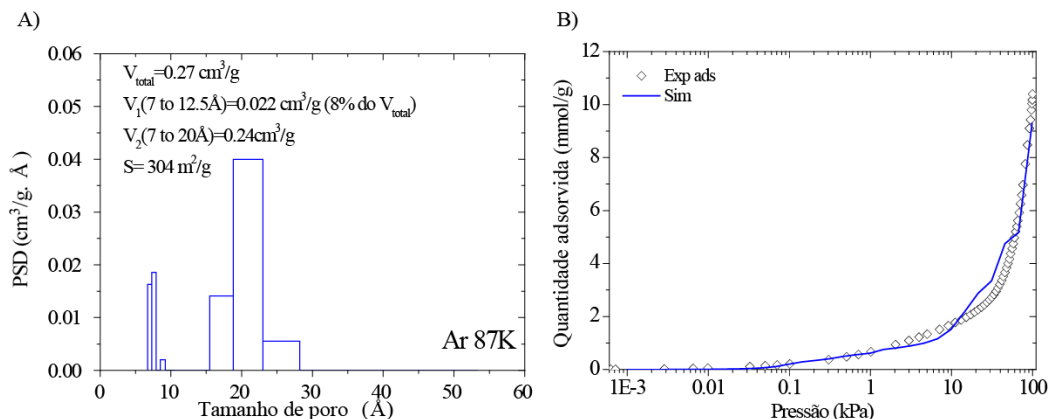 A)
PSD (cm³/g. Å)
0.06
0.05
0.04
0.03
0.02
0.01
0.00
V_total=0.27 cm³/g
V₁(7 to 12.5Å)=0.022 cm³/g (8% do V_total)
V₂(7 to 20Å)=0.24cm³/g
S= 304 m²/g
Ar 87K
0 10 20 30 40 50 60
Tamanho de poro (Å)
B)
Quantidade adsorvida (mmol/g)
12
10
8
6
4
2
0
Exp ads
Sim
1E-3 0.01 0.1 1 10 100
Pressão (kPa)